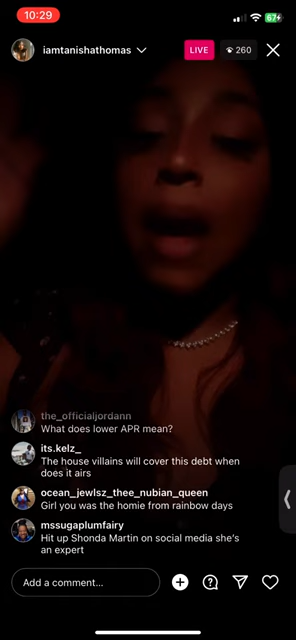 10:29
67
iamtanishathomas
LIVE
260
the_officialjordann
What does lower APR mean?
its.kelz_
The house villains will cover this debt when
does it airs
ocean_jewlsz_thee_nubian_queen
Girl you was the homie from rainbow days
mssugaplumfairy
Hit up Shonda Martin on social media she's
an expert
Add a comment...